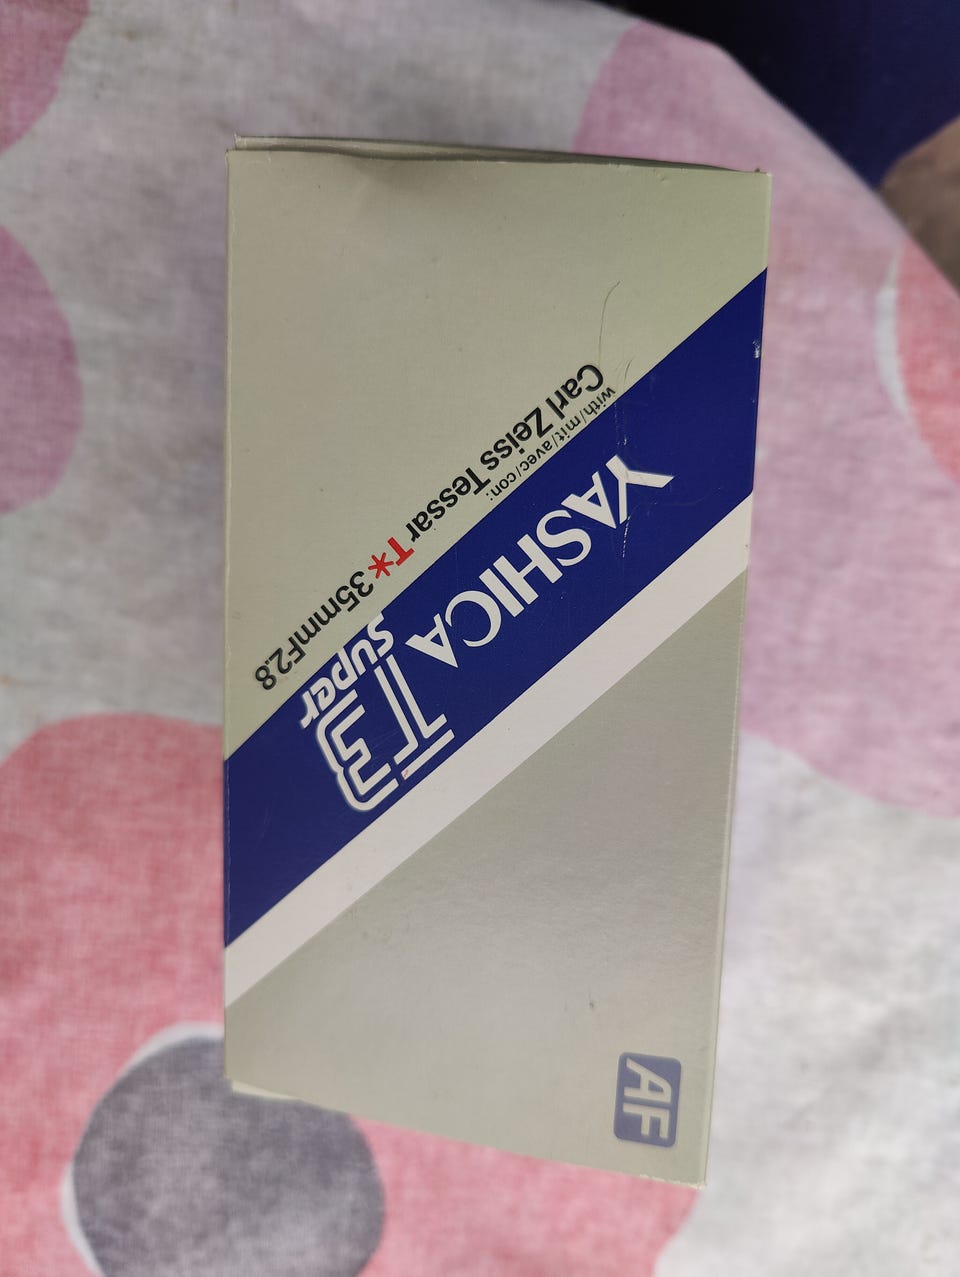 YASHICA T3
super
with/mit/avec/con:
Carl Zeiss Tessar T* 35mmF2.8
AF